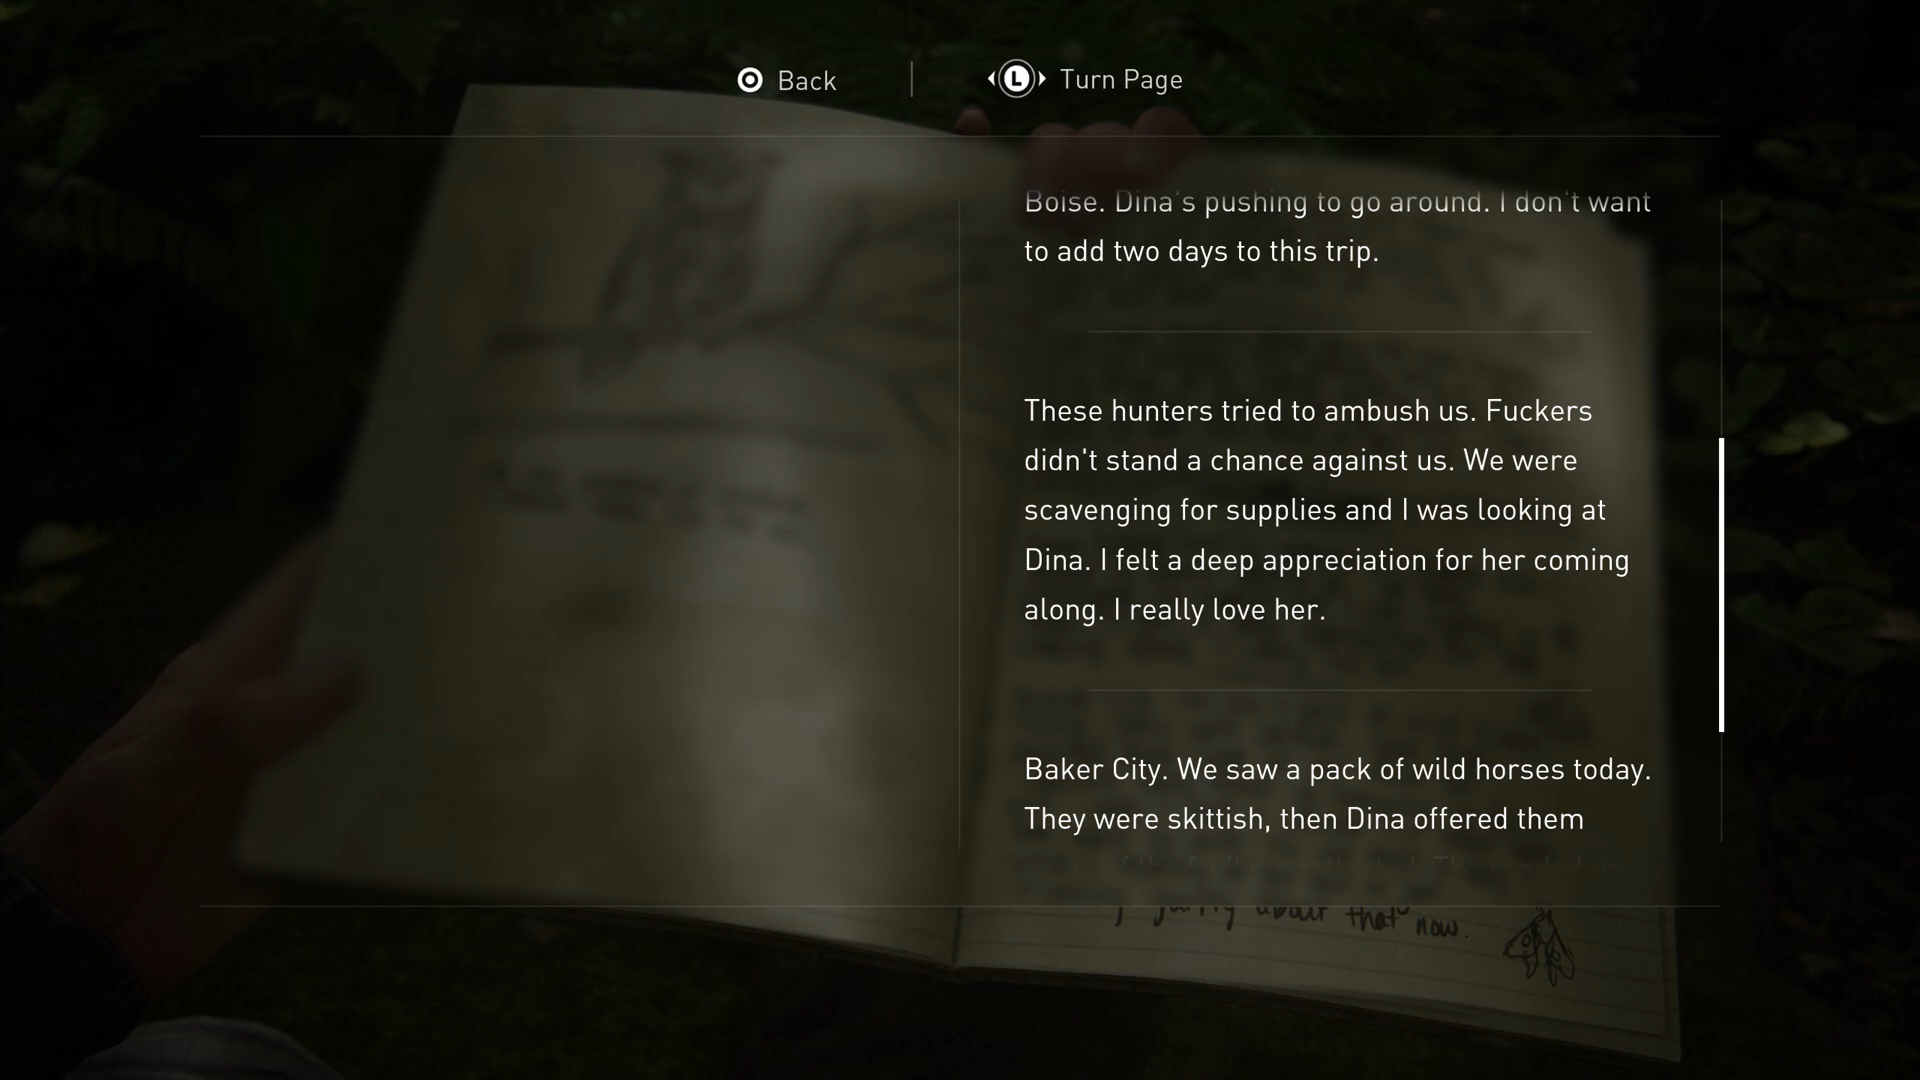 Back
L Turn Page
Boise. Dina's pushing to go around. I don't want
to add two days to this trip.
These hunters tried to ambush us. Fuckers
didn't stand a chance against us. We were
scavenging for supplies and I was looking at
Dina. I felt a deep appreciation for her coming
along. I really love her.
Baker City. We saw a pack of wild horses today.
They were skittish, then Dina offered them
about that now.